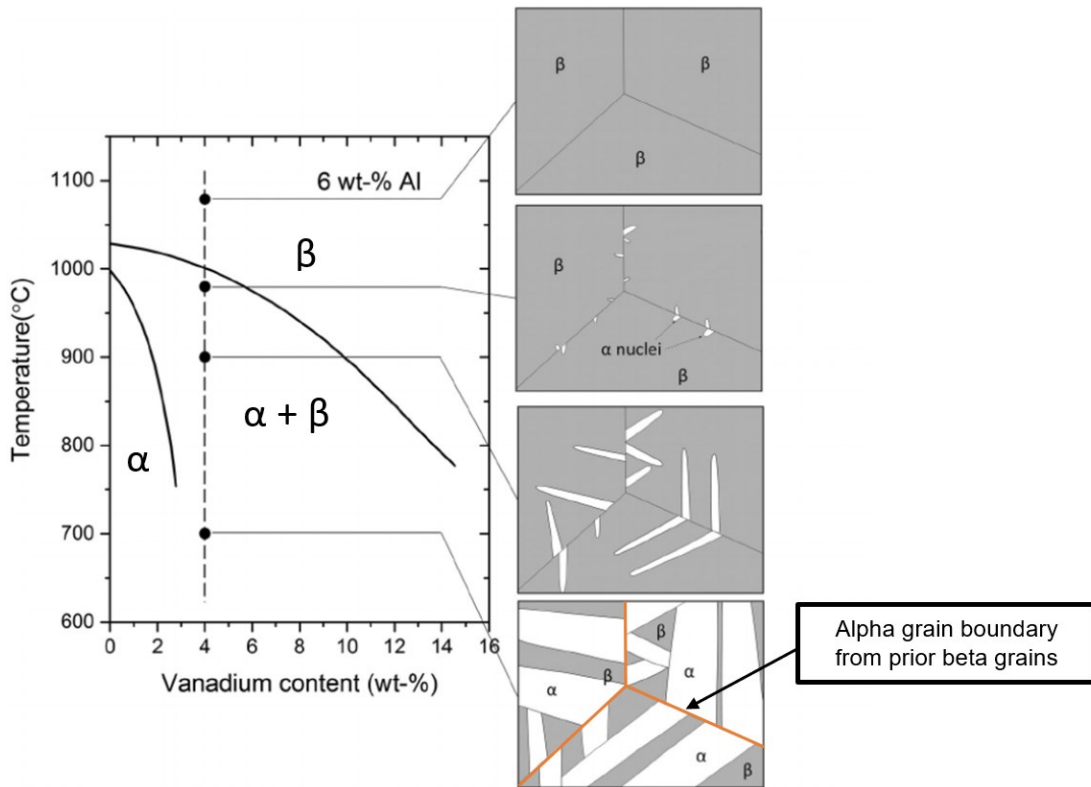 β
β
β
1100
1000
900
800
700
600
Temperature(°C)
6 wt-% Al
β
α + β
α
0
2
4
6
8
10
12
14
16
Vanadium content (wt-%)
β
α nuclei
β
β
α
β
α
α
β
Alpha grain boundary
from prior beta grains